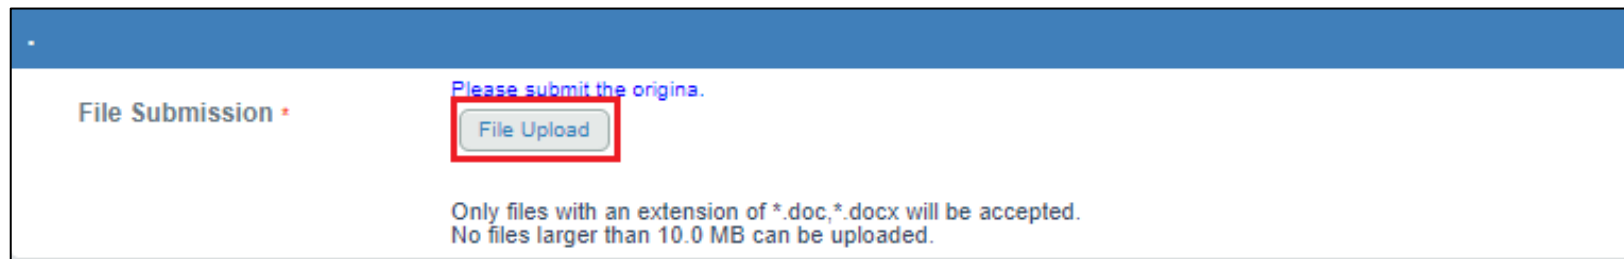 File Submission *
Please submit the origina.
File Upload
Only files with an extension of *.doc,*.docx will be accepted.
No files larger than 10.0 MB can be uploaded.